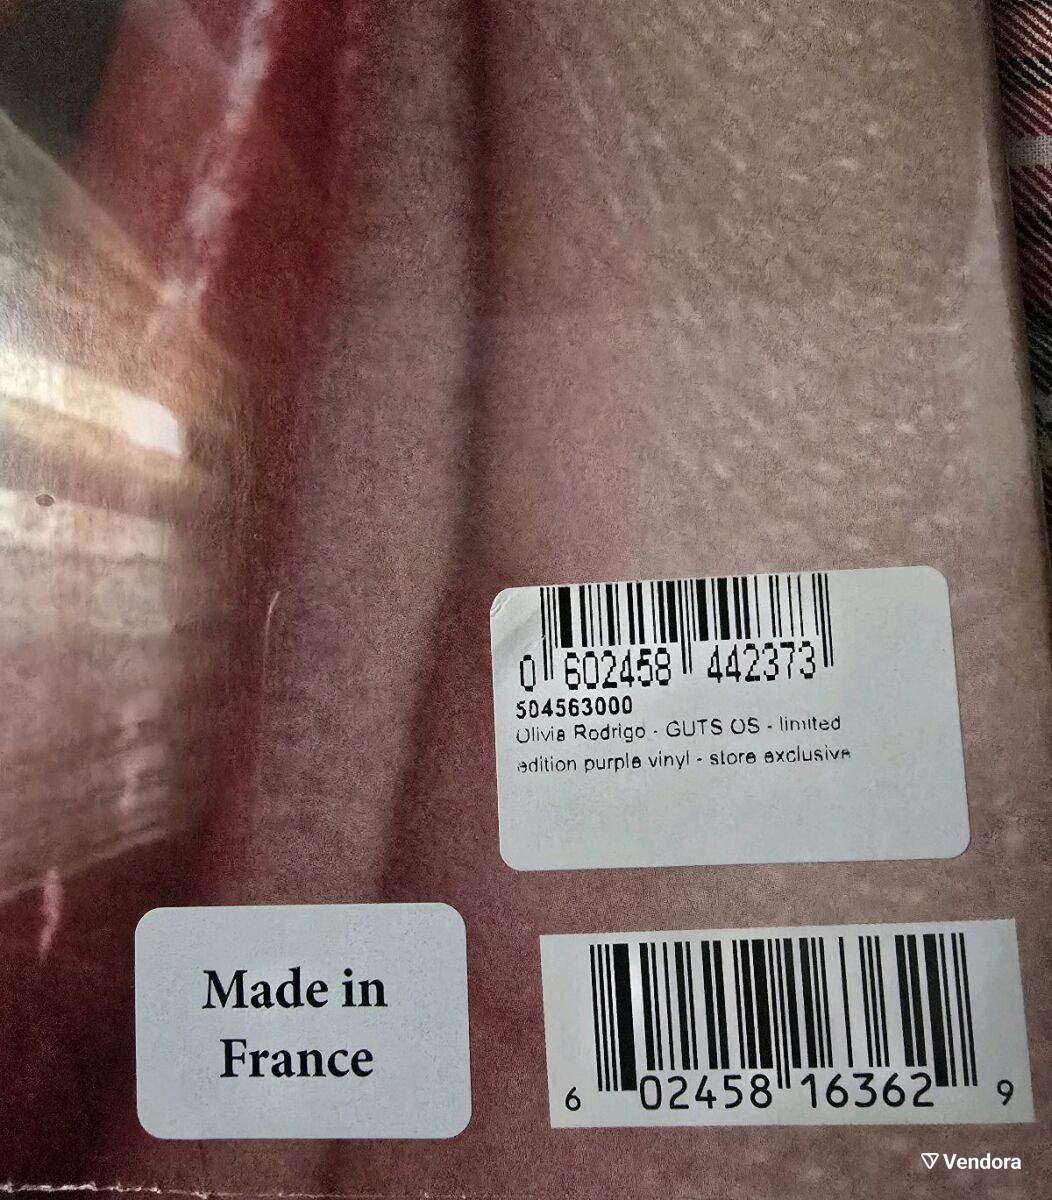 0 602458 442373
504563000
Olivia Rodrigo - GUTS OS - limited
edition purple vinyl - store exclusive
Made in
France
6 02458 16362 9
Vendora